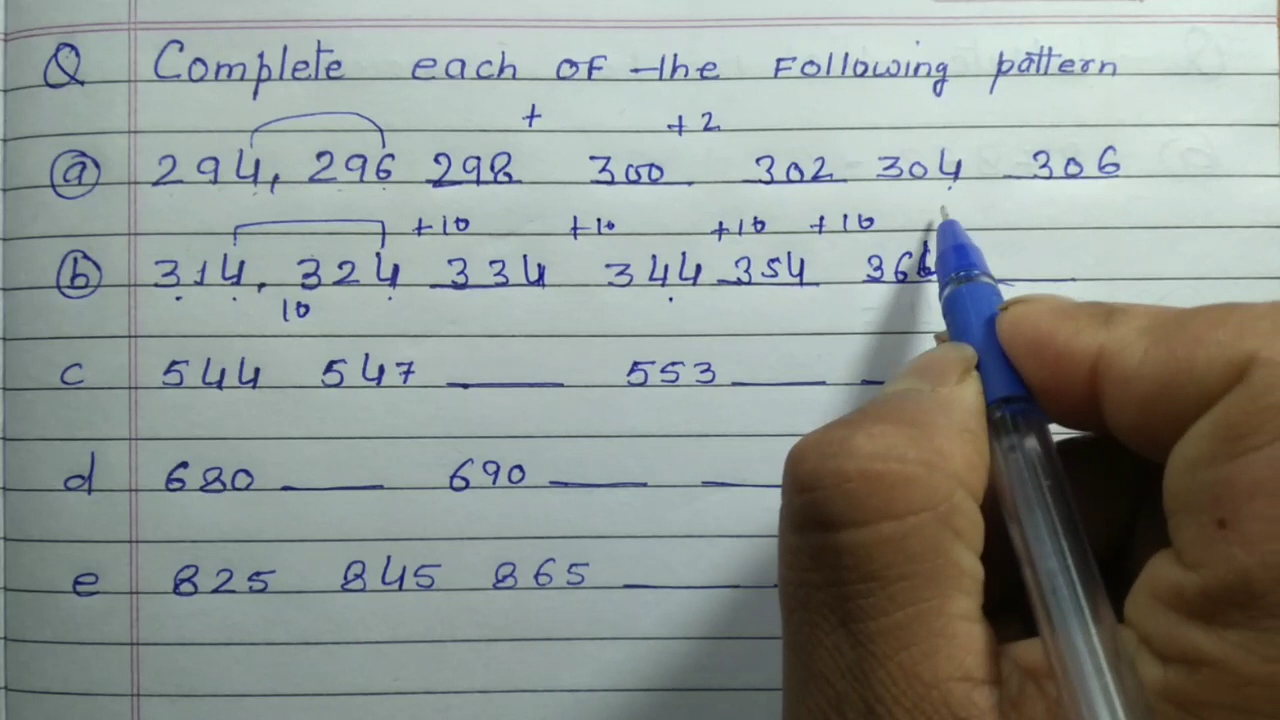 Q Complete each of the Following pattern
+ +2
a 294, 296 298 300 302 304 306
+10 +10 +10 +10
b 314, 324 334 344 354 366
10
c 544 547 553
d 680 690
e 825 845 865